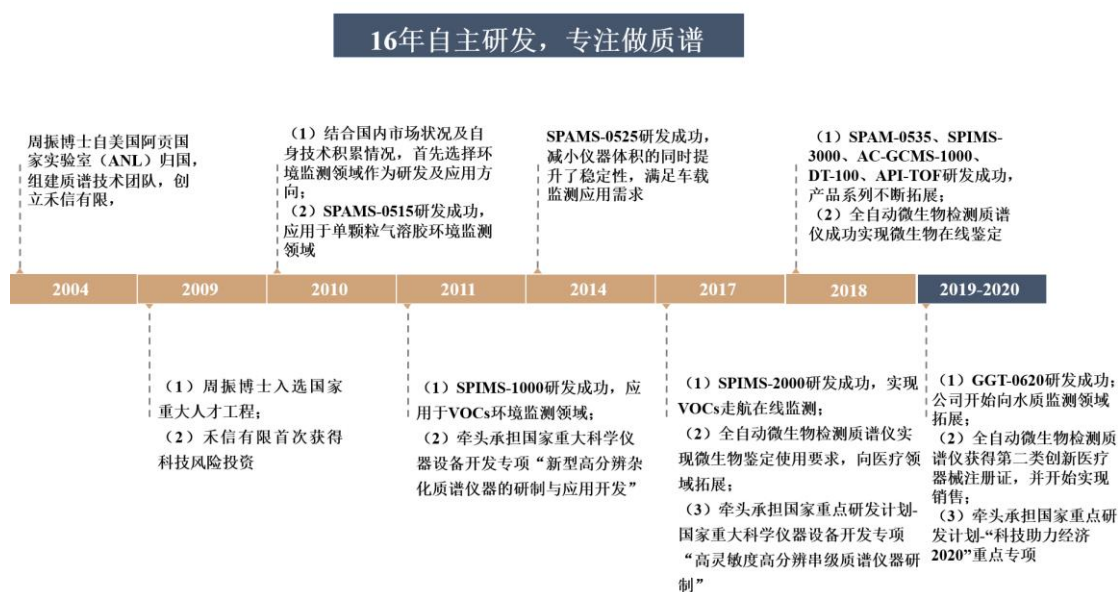 16年自主研发，专注做质谱
周振博士自美国阿贡国
家实验室（ANL）归国，
组建质谱技术团队，创
立禾信有限，
（1）结合国内市场状况及自
身技术积累情况，首先选择环
境监测领域作为研发及应用方
向；
（2）SPAMS-0515研发成功，
应用于单颗粒气溶胶环境监测
领域
SPAMS-0525研发成功，
减小仪器体积的同时提
升了稳定性，满足车载
监测应用需求
（1）SPAM-0535、SPIMS-
3000、AC-GCMS-1000、
DT-100、API-TOF研发成功，
产品系列不断拓展；
（2）全自动微生物检测质谱
仪成功实现微生物在线鉴定
2004 2009 2010 2011 2014 2017 2018 2019-2020
（1）周振博士入选国家
重大人才工程；
（2）禾信有限首次获得
科技风险投资
（1）SPIMS-1000研发成功，应
用于VOCs环境监测领域；
（2）牵头承担国家重大科学仪
器设备开发专项“新型高分辨杂
化质谱仪器的研制与应用开发”
（1）SPIMS-2000研发成功，实现
VOCs走航在线监测；
（2）全自动微生物检测质谱仪实
现微生物鉴定使用要求，向医疗领
域拓展；
（3）牵头承担国家重点研发计划-
国家重大科学仪器设备开发专项
“高灵敏度高分辨串级质谱仪器研
制”
（1）GGT-0620研发成功；
公司开始向水质监测领域
拓展；
（2）全自动微生物检测质
谱仪获得第二类创新医疗
器械注册证，并开始实现
销售；
（3）牵头承担国家重点研
发计划-“科技助力经济
2020”重点专项